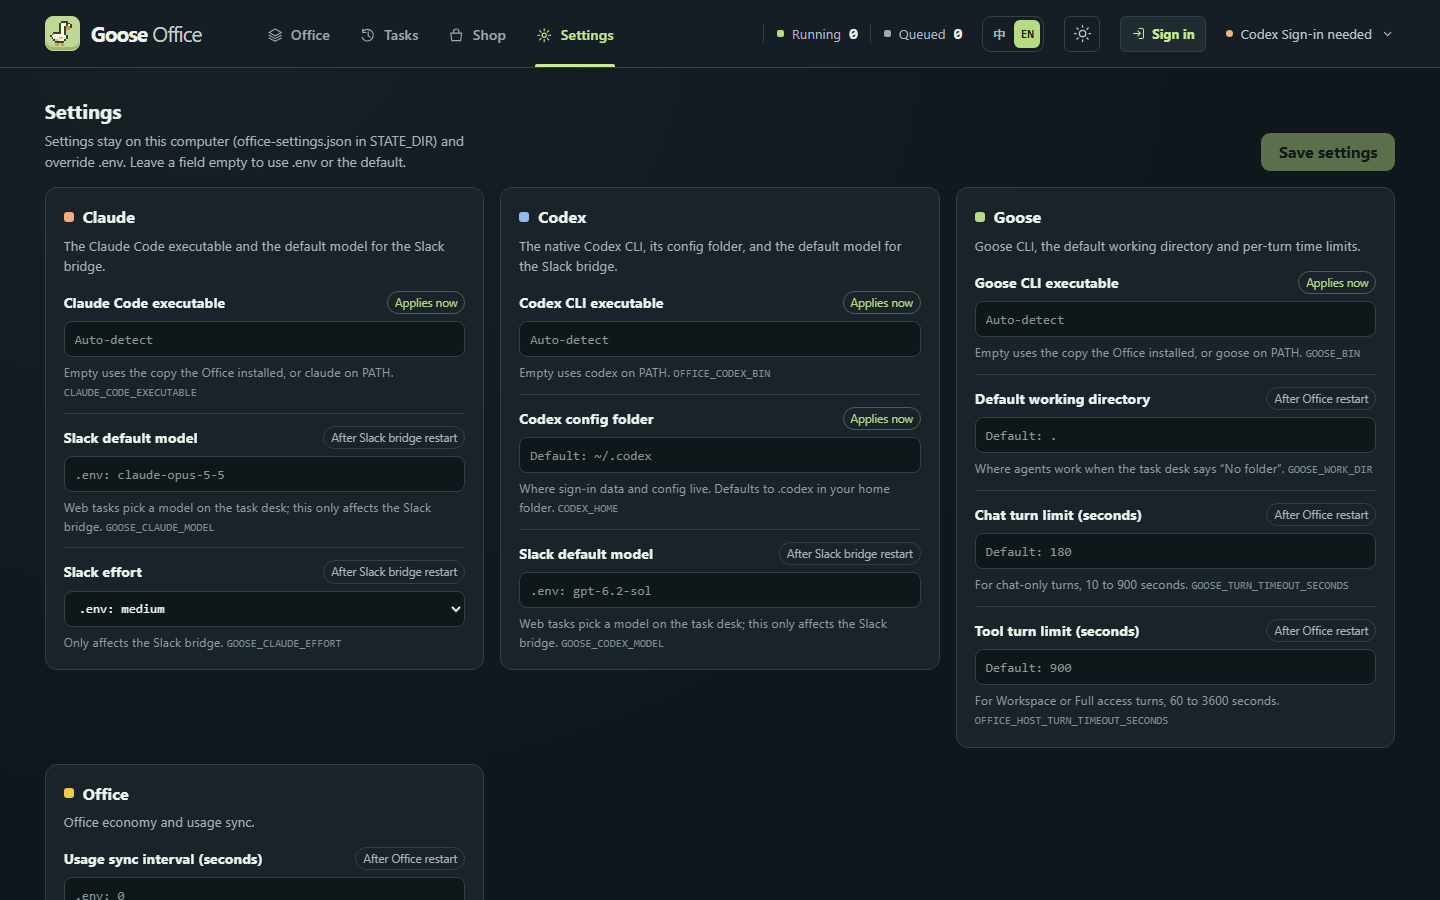 Goose Office
Office
Tasks
Shop
Settings
Running 0
Queued 0
中 EN
Sign in
Codex Sign-in needed
Settings
Settings stay on this computer (office-settings.json in STATE_DIR) and
override .env. Leave a field empty to use .env or the default.
Save settings
Claude
The Claude Code executable and the default model for the Slack
bridge.
Claude Code executable Applies now
Auto-detect
Empty uses the copy the Office installed, or claude on PATH.
CLAUDE_CODE_EXECUTABLE
Slack default model After Slack bridge restart
.env: claude-opus-5-5
Web tasks pick a model on the task desk; this only affects the Slack
bridge. GOOSE_CLAUDE_MODEL
Slack effort After Slack bridge restart
.env: medium
Only affects the Slack bridge. GOOSE_CLAUDE_EFFORT
Codex
The native Codex CLI, its config folder, and the default model for
the Slack bridge.
Codex CLI executable Applies now
Auto-detect
Empty uses codex on PATH. OFFICE_CODEX_BIN
Codex config folder Applies now
Default: ~/.codex
Where sign-in data and config live. Defaults to .codex in your home
folder. CODEX_HOME
Slack default model After Slack bridge restart
.env: gpt-6.2-sol
Web tasks pick a model on the task desk; this only affects the Slack
bridge. GOOSE_CODEX_MODEL
Goose
Goose CLI, the default working directory and per-turn time limits.
Goose CLI executable Applies now
Auto-detect
Empty uses the copy the Office installed, or goose on PATH. GOOSE_BIN
Default working directory After Office restart
Default: .
Where agents work when the task desk says “No folder”. GOOSE_WORK_DIR
Chat turn limit (seconds) After Office restart
Default: 180
For chat-only turns, 10 to 900 seconds. GOOSE_TURN_TIMEOUT_SECONDS
Tool turn limit (seconds) After Office restart
Default: 900
For Workspace or Full access turns, 60 to 3600 seconds.
OFFICE_HOST_TURN_TIMEOUT_SECONDS
Office
Office economy and usage sync.
Usage sync interval (seconds) After Office restart
.env: 0